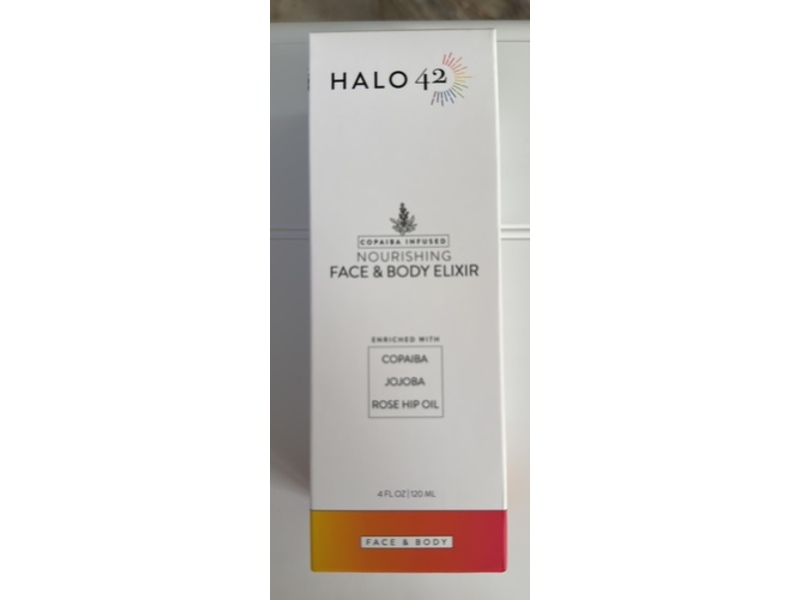 HALO 42
COPAIBA INFUSED
NOURISHING
FACE & BODY ELIXIR
ENRICHED WITH
COPAIBA
JOJOBA
ROSE HIP OIL
4 FL OZ | 120 ML
FACE & BODY